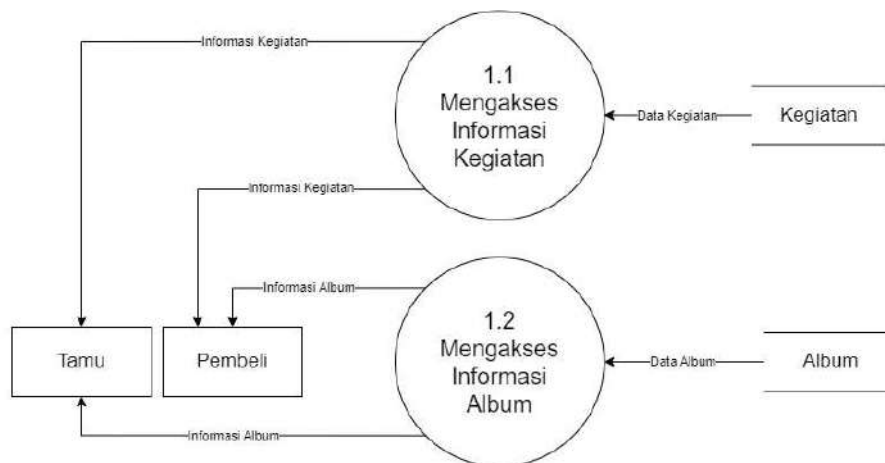 Informasi Kegiatan
1.1
Mengakses
Informasi
Kegiatan
Data Kegiatan
Kegiatan
Informasi Kegiatan
Informasi Album
1.2
Mengakses
Informasi
Album
Tamu
Pembeli
Data Album
Album
Informasi Album